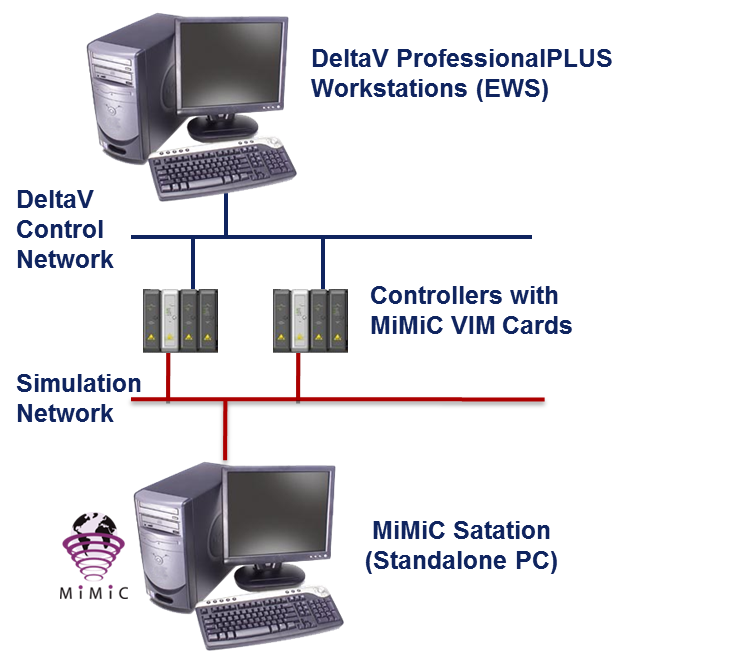 DeltaV ProfessionalPLUS
Workstations (EWS)
DeltaV
Control
Network
Controllers with
MiMiC VIM Cards
Simulation
Network
MiMiC Satation
(Standalone PC)
MiMiC